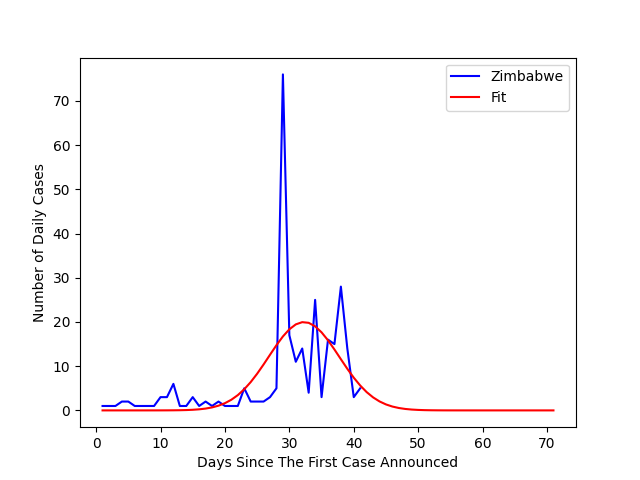 Zimbabwe
Fit
Number of Daily Cases
70
60
50
40
30
20
10
0
0 10 20 30 40 50 60 70
Days Since The First Case Announced